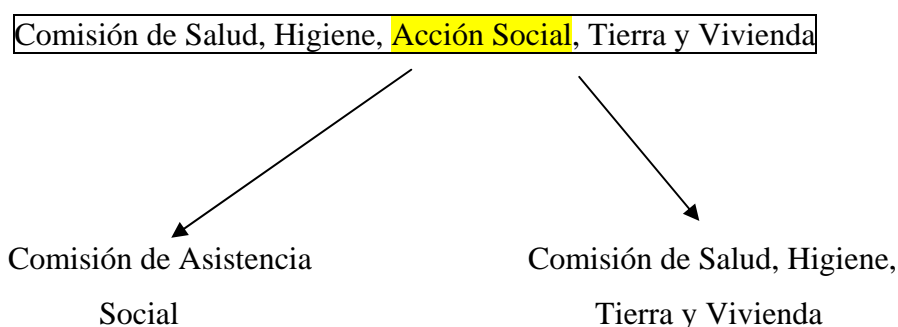 Comisión de Salud, Higiene, Acción Social, Tierra y Vivienda
Comisión de Asistencia
Social
Comisión de Salud, Higiene,
Tierra y Vivienda